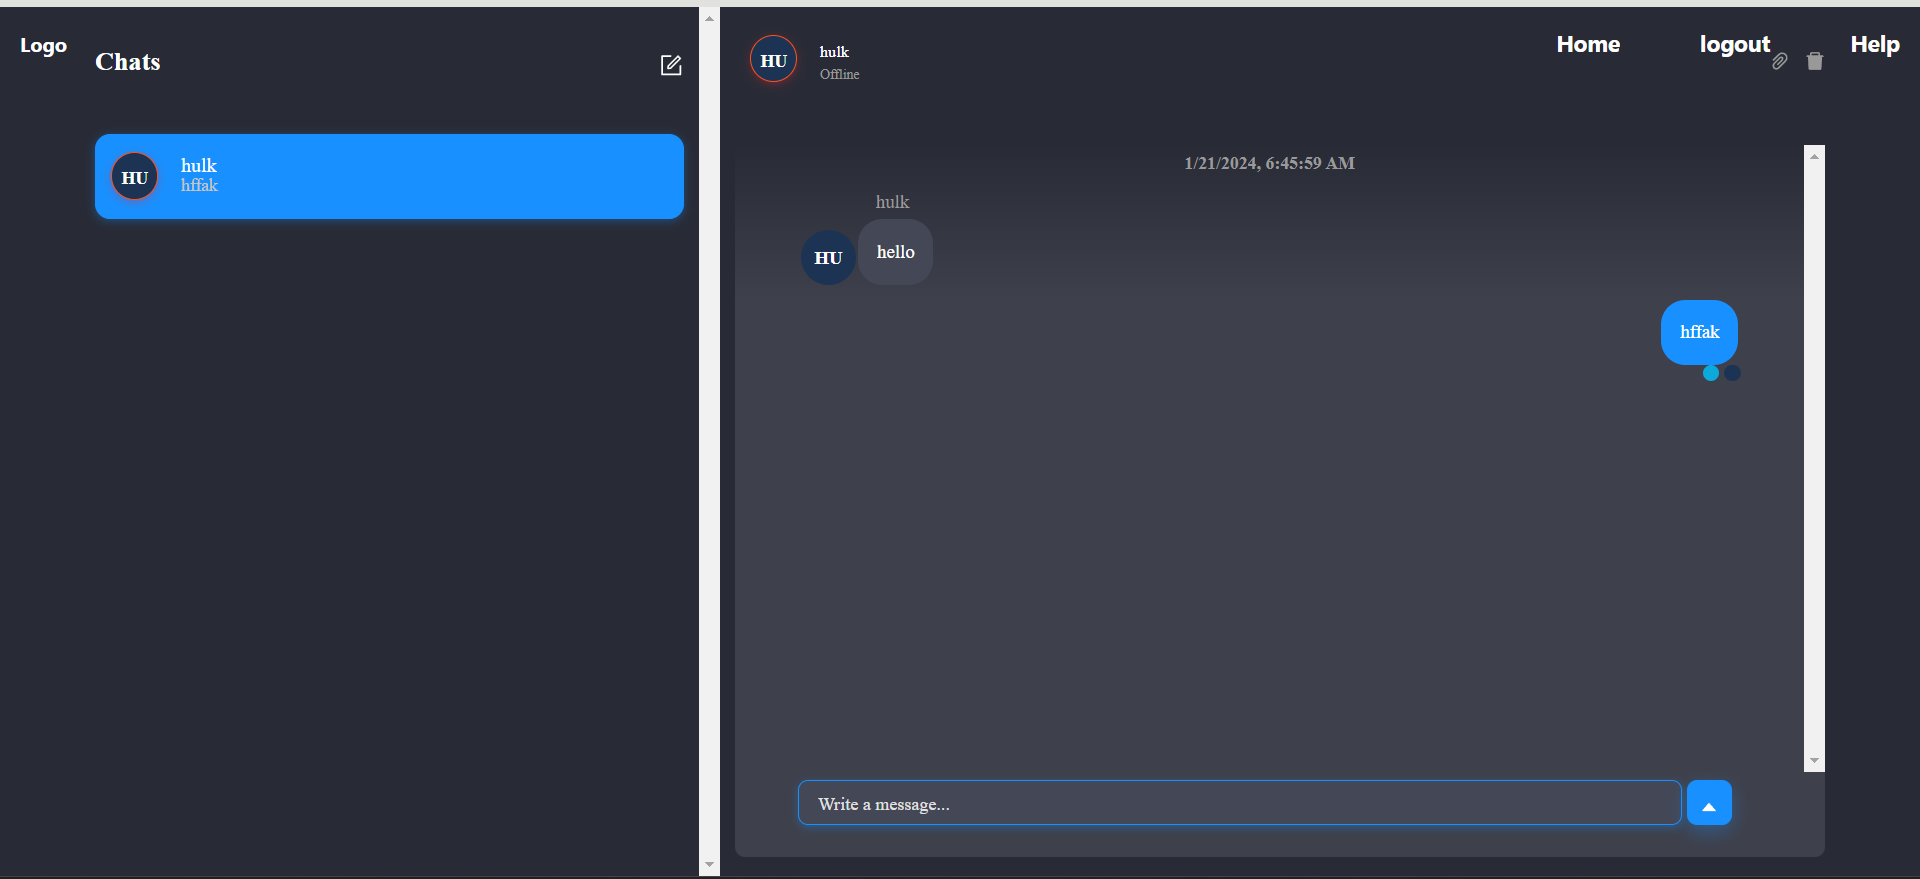 Logo
Chats
HU
hulk
hffak
HU
hulk
Offline
Home
logout
Help
1/21/2024, 6:45:59 AM
hulk
HU
hello
hffak
Write a message...